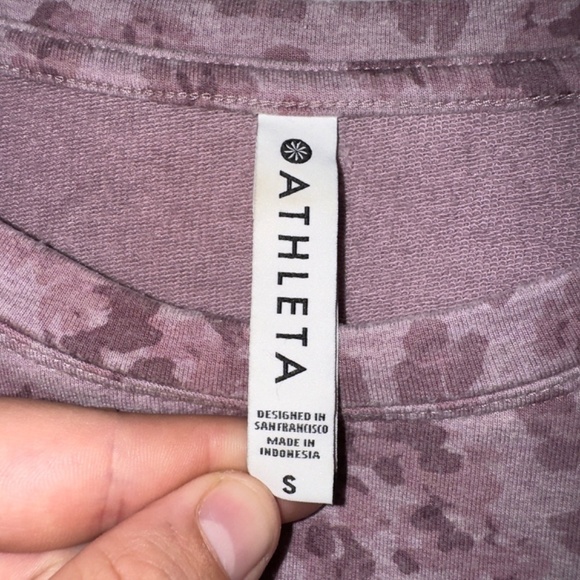 ATHLETA
DESIGNED IN
SAN FRANCISCO
MADE IN
INDONESIA
S